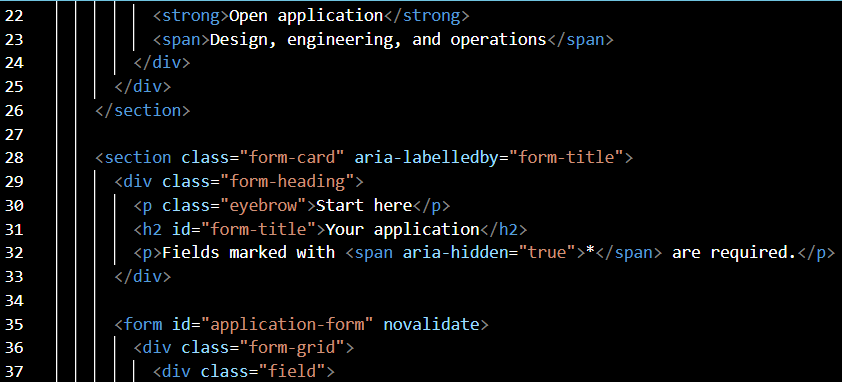 22 <strong>Open application</strong>
23 <span>Design, engineering, and operations</span>
24 </div>
25 </div>
26 </section>
27
28 <section class="form-card" aria-labelledby="form-title">
29 <div class="form-heading">
30 <p class="eyebrow">Start here</p>
31 <h2 id="form-title">Your application</h2>
32 <p>Fields marked with <span aria-hidden="true">*</span> are required.</p>
33 </div>
34
35 <form id="application-form" novalidate>
36 <div class="form-grid">
37 <div class="field">